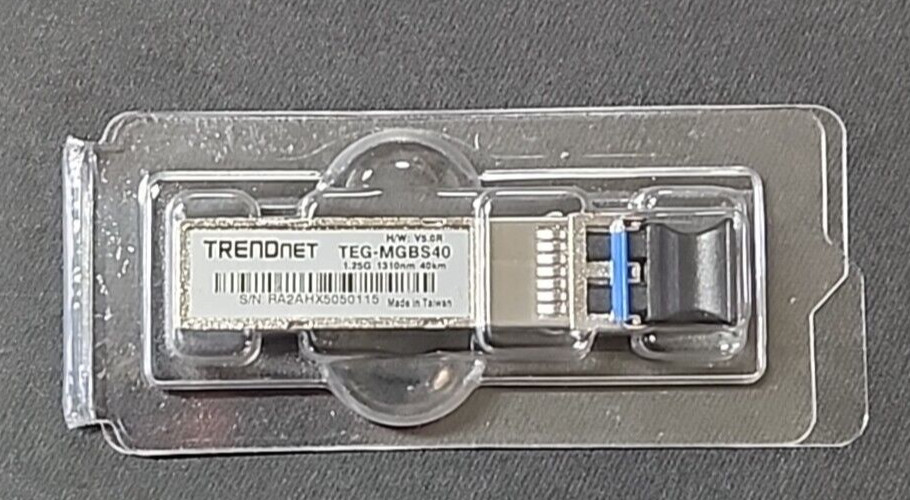 TRENDnet
H/W: V5.0R
TEG-MGBS40
1.25G 1310nm 40km
S/N RA2AHX5050115
Made in Taiwan